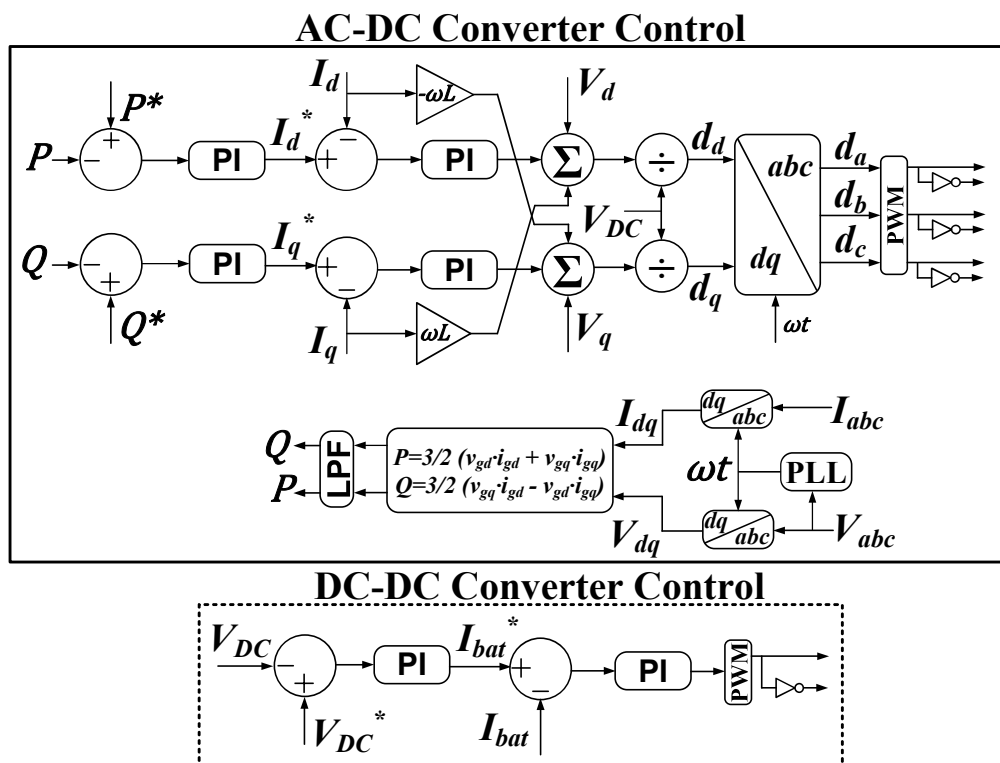 AC-DC Converter Control
I_d
-ωL
V_d
P*
P
+
-
PI
I_d*
-
+
PI
Σ
÷
d_d
abc
dq
d_a
d_b
d_c
PWM
V_DC
Q
-
+
PI
I_q*
+
-
PI
Σ
÷
d_q
Q*
I_q
ωL
V_q
ωt
I_dq
dq
abc
I_abc
Q
P
LPF
P=3/2 (v_gd·i_gd + v_gq·i_gq)
Q=3/2 (v_gq·i_gd - v_gd·i_gq)
ωt
PLL
V_dq
dq
abc
V_abc
DC-DC Converter Control
V_DC
-
+
PI
I_bat*
+
-
PI
PWM
V_DC*
I_bat